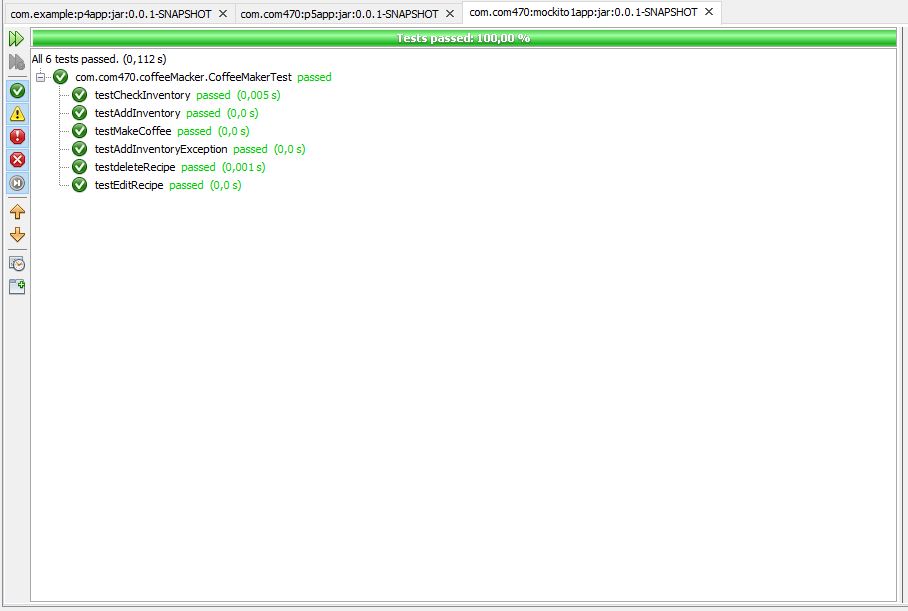 com.example:p4app:jar:0.0.1-SNAPSHOT com.com470:p5app:jar:0.0.1-SNAPSHOT com.com470:mockito1app:jar:0.0.1-SNAPSHOT
Tests passed: 100,00 %
All 6 tests passed. (0,112 s)
com.com470.coffeeMacker.CoffeeMakerTest passed
testCheckInventory passed (0,005 s)
testAddInventory passed (0,0 s)
testMakeCoffee passed (0,0 s)
testAddInventoryException passed (0,0 s)
testdeleteRecipe passed (0,001 s)
testEditRecipe passed (0,0 s)